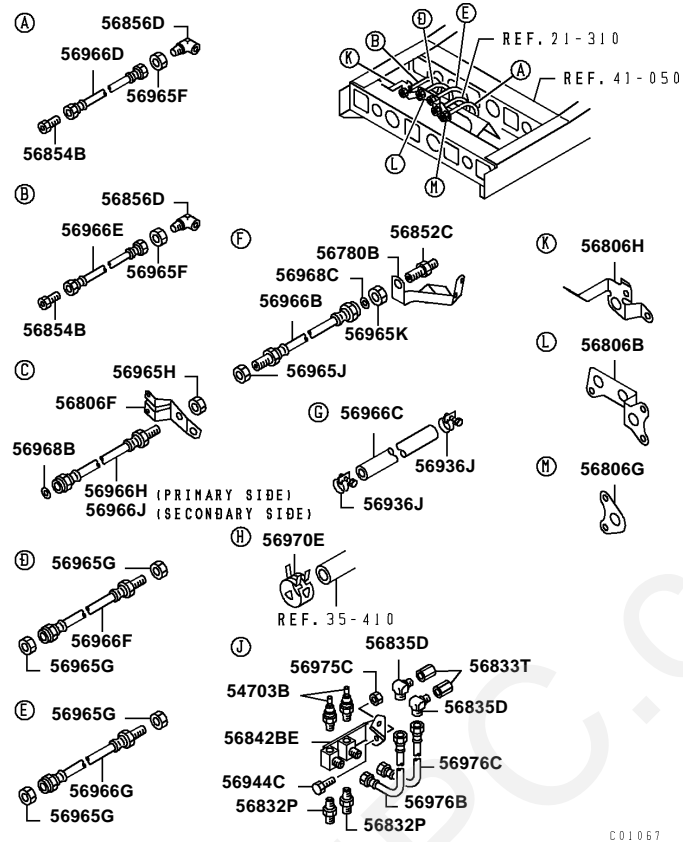 A
56856D
56966D
56965F
56854B
B
56856D
56966E
56965F
56854B
C
56965H
56806F
56968B
56966H (PRIMARY SIDE)
56966J (SECONDARY SIDE)
D
56965G
56966F
56965G
E
56965G
56966G
56965G
D
E
B
K
A
L
M
REF. 21-310
REF. 41-050
F
56852C
56780B
56968C
56966B
56965K
56965J
G
56966C
56936J
56936J
H
56970E
REF. 35-410
J
56835D
56975C
56833T
54703B
56835D
56842BE
56976C
56944C
56976B
56832P
56832P
K
56806H
L
56806B
M
56806G
C01067